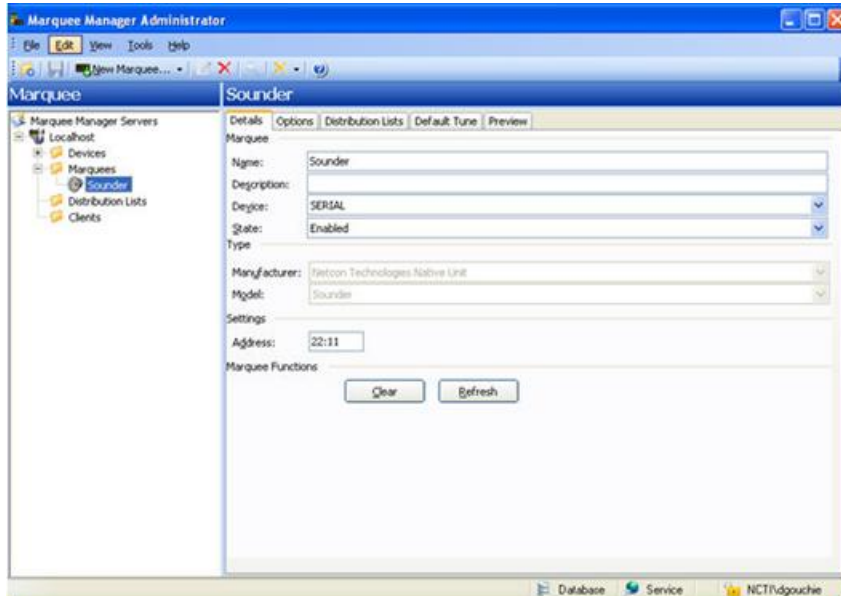 Marquee Manager Administrator
File Edit View Tools Help
New Marquee...
Marquee
Sounder
Marquee Manager Servers
Localhost
Devices
Marquees
Sounder
Distribution Lists
Clients
Details Options Distribution Lists Default Tune Preview
Marquee
Name: Sounder
Description:
Device: SERIAL
State: Enabled
Type
Manufacturer: Netcon Technologies Native Unit
Model: Sounder
Settings
Address: 22:11
Marquee Functions
Clear Refresh
Database Service NCTI\dgouchie